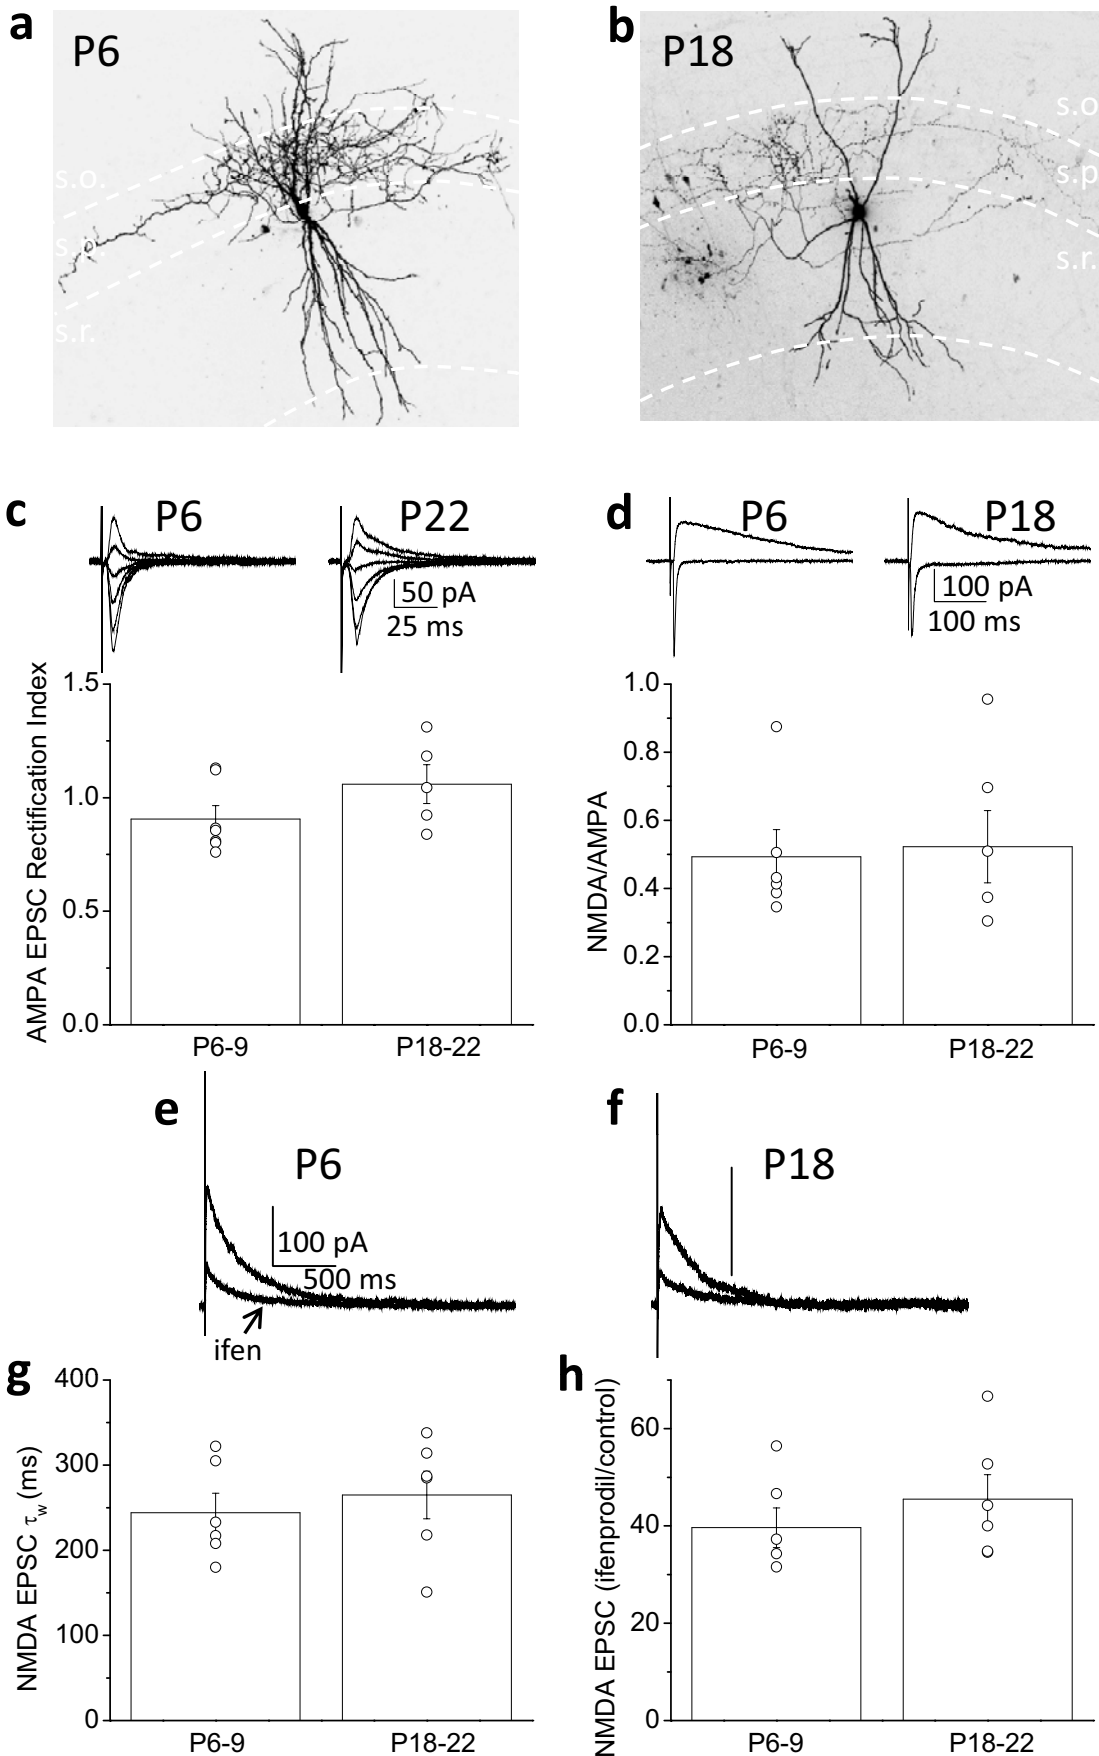 a
P6
s.o.
s.p.
s.r.
b
P18
s.o
s.p
s.r.
c
P6
P22
50 pA
25 ms
AMPA EPSC Rectification Index
1.5
1.0
0.5
0.0
P6-9
P18-22
d
P6
P18
100 pA
100 ms
NMDA/AMPA
1.0
0.8
0.6
0.4
0.2
0.0
P6-9
P18-22
e
P6
100 pA
500 ms
ifen
f
P18
g
NMDA EPSC τw (ms)
400
300
200
100
0
P6-9
P18-22
h
NMDA EPSC (ifenprodil/control)
60
40
20
0
P6-9
P18-22